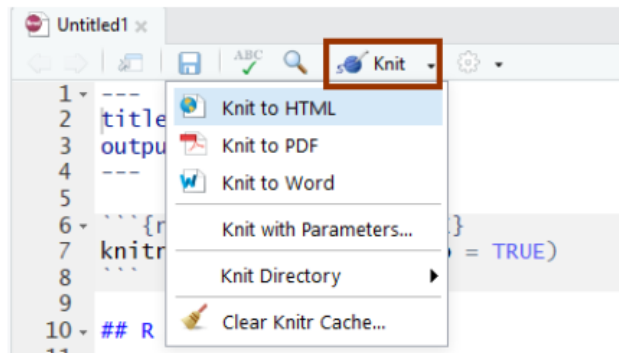 Untitled1 ×
ABC Knit
1 ---
2 title
3 outpu
4 ---
5
6 ```{r }
7 knitr = TRUE)
8 ```
9
10 ## R
11
Knit to HTML
Knit to PDF
Knit to Word
Knit with Parameters...
Knit Directory
Clear Knitr Cache...